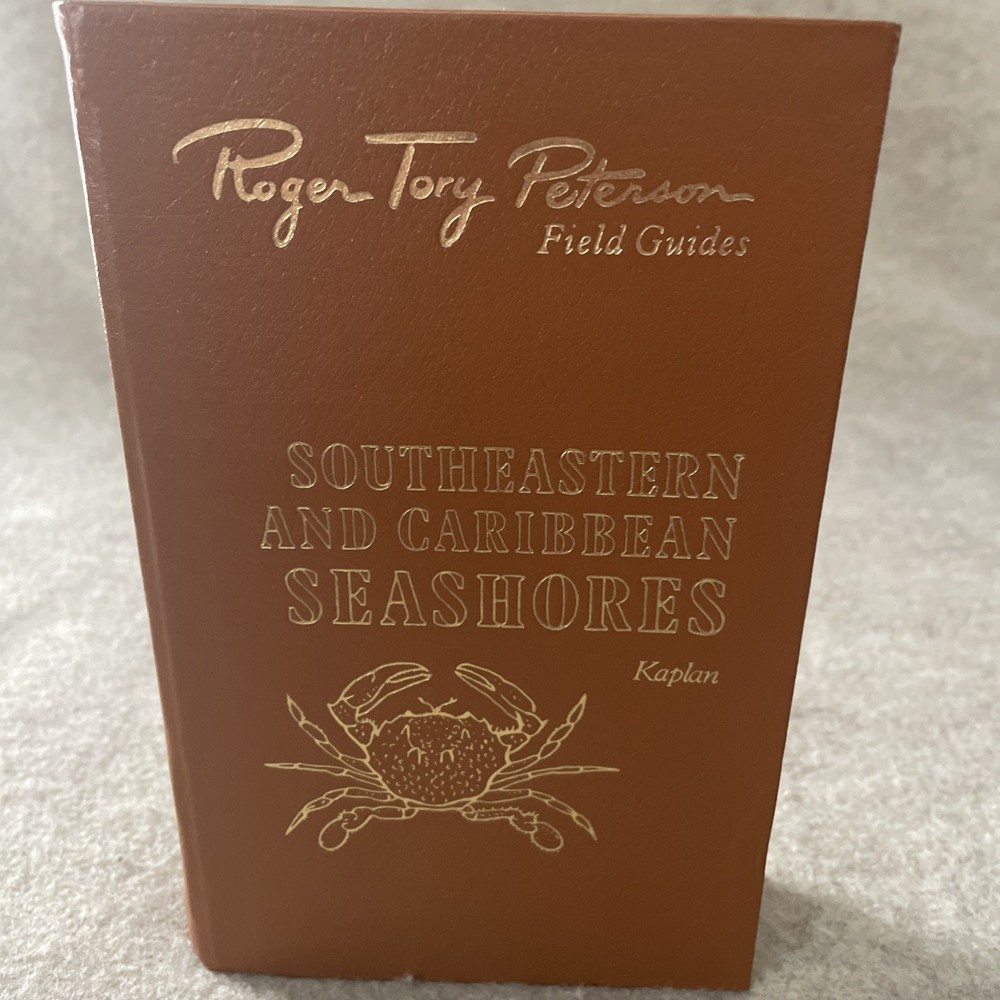 Roger Tory Peterson
Field Guides
SOUTHEASTERN
AND CARIBBEAN
SEASHORES
Kaplan